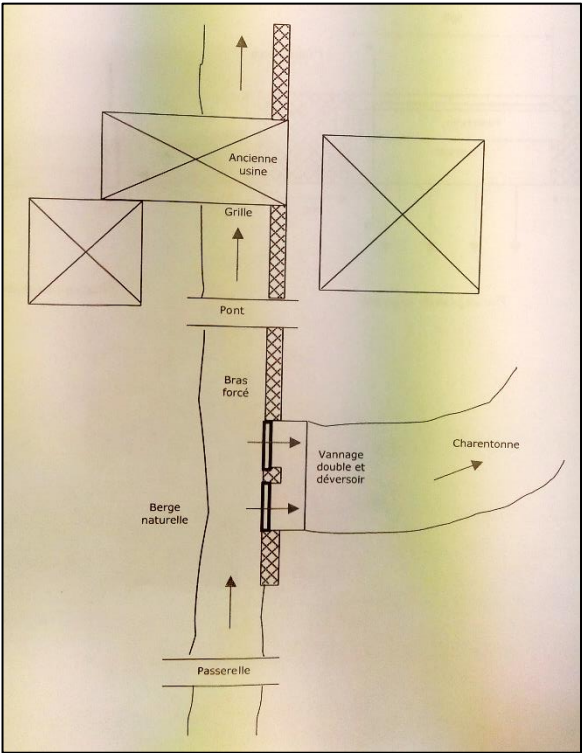 Ancienne
usine
Grille
Pont
Bras
forcé
Vannage
double et
déversoir
Charentonne
Berge
naturelle
Passerelle